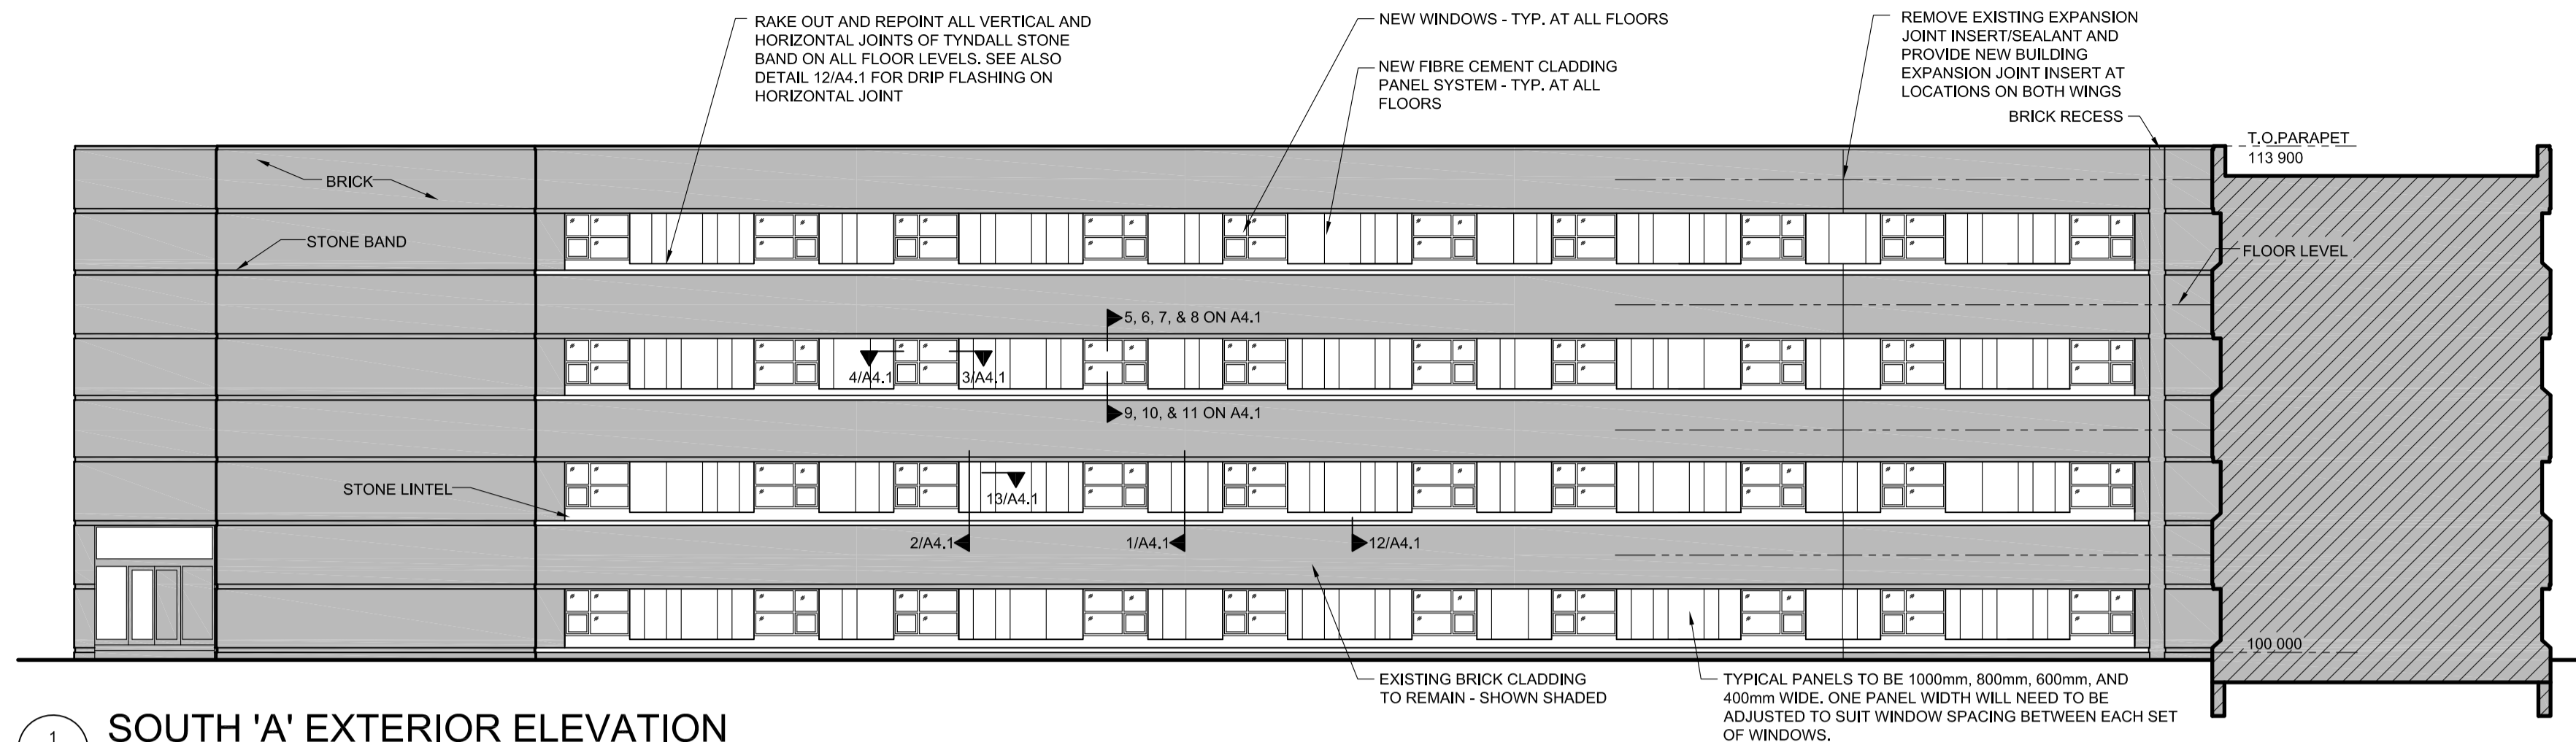 RAKE OUT AND REPOINT ALL VERTICAL AND
HORIZONTAL JOINTS OF TYNDALL STONE
BAND ON ALL FLOOR LEVELS. SEE ALSO
DETAIL 12/A4.1 FOR DRIP FLASHING ON
HORIZONTAL JOINT
NEW WINDOWS - TYP. AT ALL FLOORS
NEW FIBRE CEMENT CLADDING
PANEL SYSTEM - TYP. AT ALL
FLOORS
REMOVE EXISTING EXPANSION
JOINT INSERT/SEALANT AND
PROVIDE NEW BUILDING
EXPANSION JOINT INSERT AT
LOCATIONS ON BOTH WINGS
BRICK RECESS
T.O.PARAPET
113 900
BRICK
STONE BAND
FLOOR LEVEL
5, 6, 7, & 8 ON A4.1
4/A4.1
3/A4.1
9, 10, & 11 ON A4.1
STONE LINTEL
13/A4.1
2/A4.1
1/A4.1
12/A4.1
100 000
EXISTING BRICK CLADDING
TO REMAIN - SHOWN SHADED
TYPICAL PANELS TO BE 1000mm, 800mm, 600mm, AND
400mm WIDE. ONE PANEL WIDTH WILL NEED TO BE
ADJUSTED TO SUIT WINDOW SPACING BETWEEN EACH SET
OF WINDOWS.
1
SOUTH 'A' EXTERIOR ELEVATION